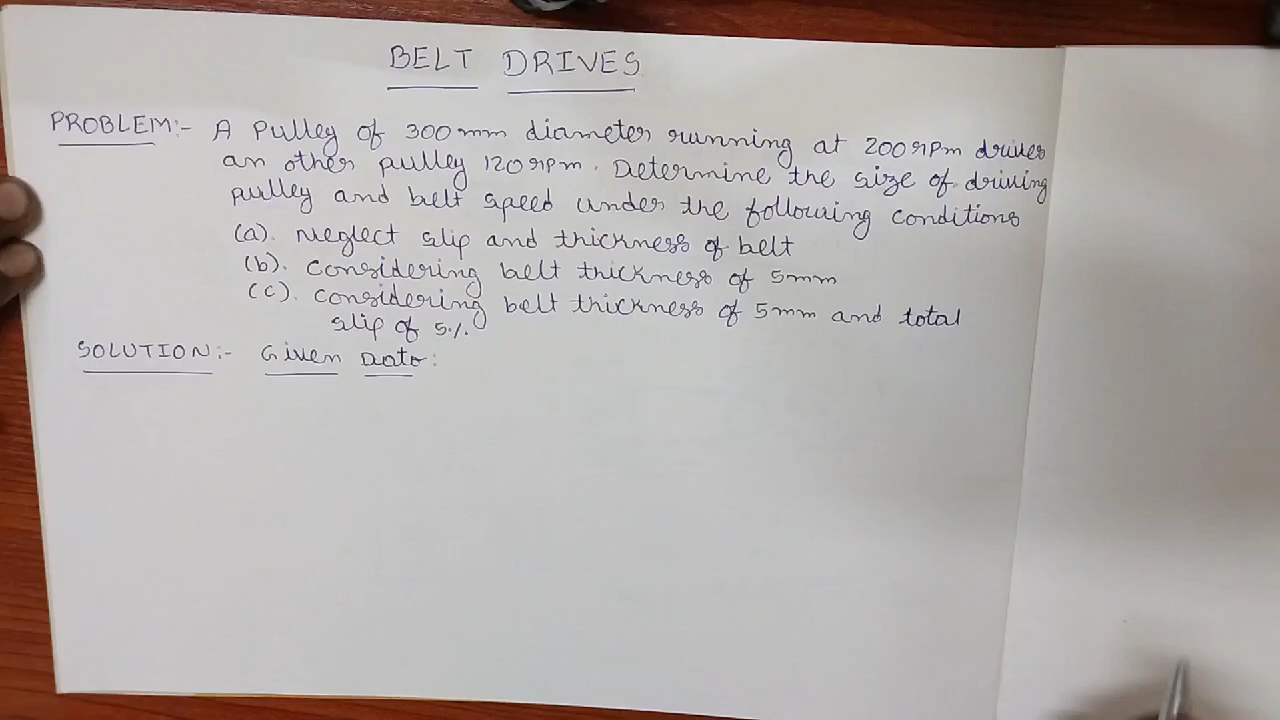 BELT DRIVES
PROBLEM:- A Pulley of 300mm diameter running at 200rpm drives
an other pulley 120rpm. Determine the size of driving
pulley and belt speed under the following conditions
(a). Neglect slip and thickness of belt
(b). Considering belt thickness of 5mm
(c). Considering belt thickness of 5mm and total
slip of 5%
SOLUTION:- Given Data: